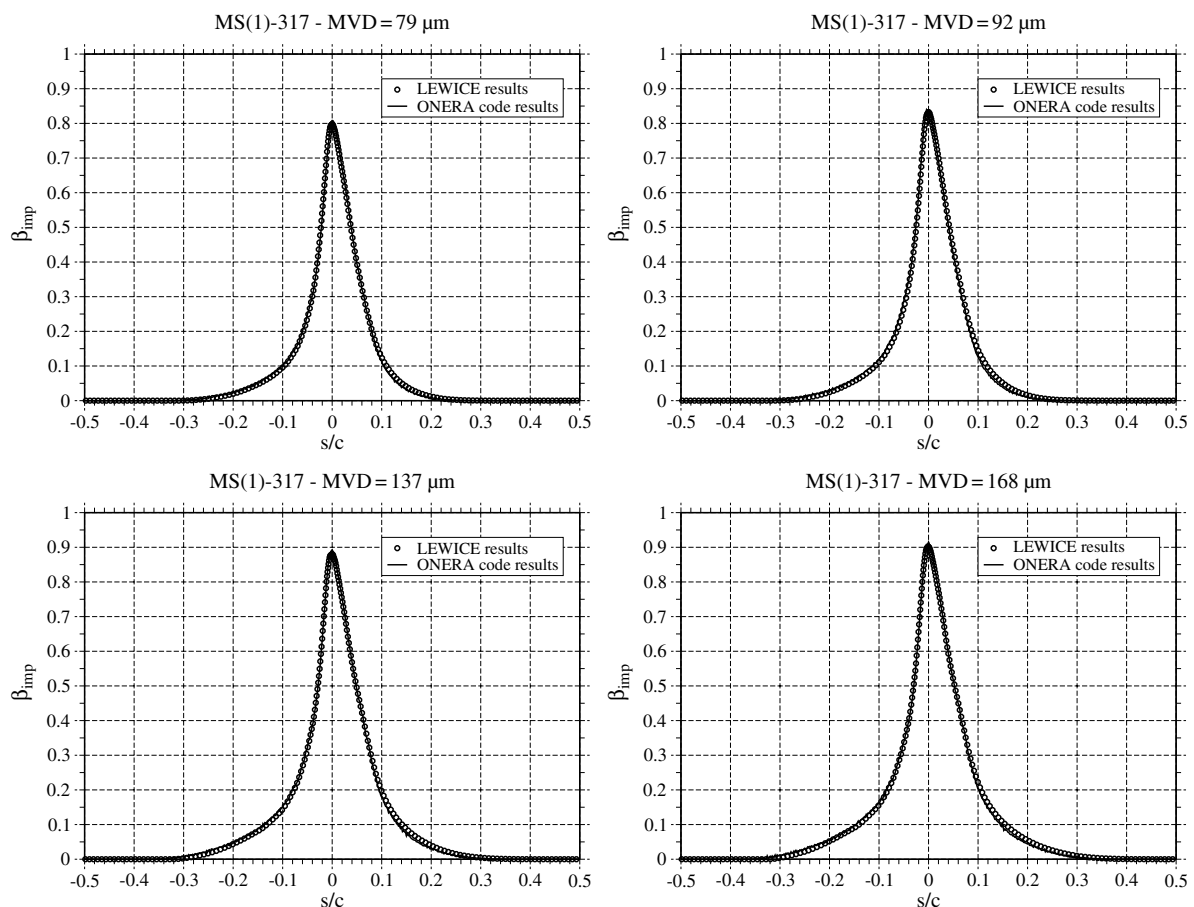 MS(1)-317 - MVD = 79 µm
1
0.9
0.8
0.7
0.6
0.5
0.4
0.3
0.2
0.1
0
β_imp
LEWICE results
ONERA code results
-0.5 -0.4 -0.3 -0.2 -0.1 0 0.1 0.2 0.3 0.4 0.5
s/c
MS(1)-317 - MVD = 92 µm
1
0.9
0.8
0.7
0.6
0.5
0.4
0.3
0.2
0.1
0
β_imp
LEWICE results
ONERA code results
-0.5 -0.4 -0.3 -0.2 -0.1 0 0.1 0.2 0.3 0.4 0.5
s/c
MS(1)-317 - MVD = 137 µm
1
0.9
0.8
0.7
0.6
0.5
0.4
0.3
0.2
0.1
0
β_imp
LEWICE results
ONERA code results
-0.5 -0.4 -0.3 -0.2 -0.1 0 0.1 0.2 0.3 0.4 0.5
s/c
MS(1)-317 - MVD = 168 µm
1
0.9
0.8
0.7
0.6
0.5
0.4
0.3
0.2
0.1
0
β_imp
LEWICE results
ONERA code results
-0.5 -0.4 -0.3 -0.2 -0.1 0 0.1 0.2 0.3 0.4 0.5
s/c